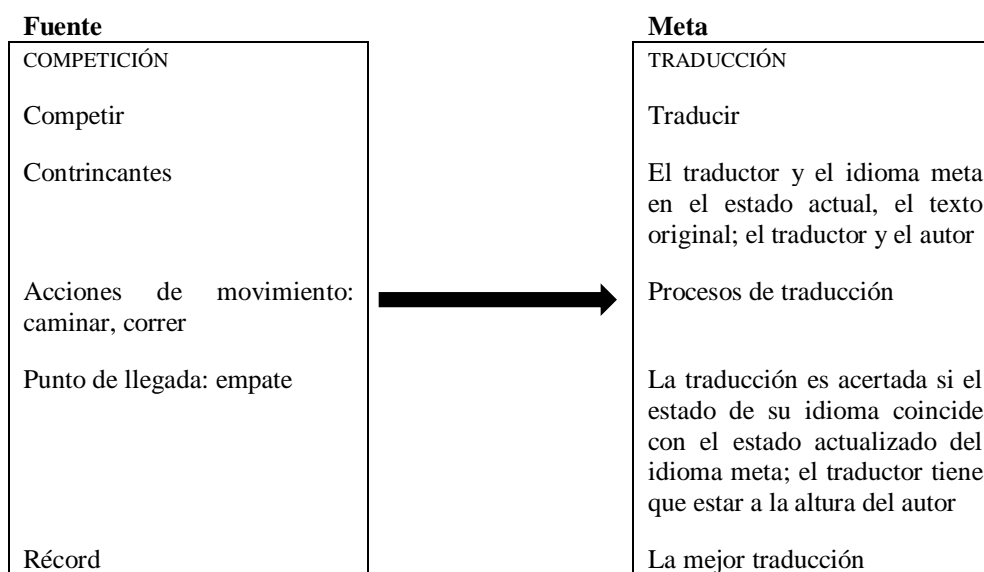 Fuente
COMPETICIÓN
Competir
Contrincantes
Acciones de movimiento:
caminar, correr
Punto de llegada: empate
Récord
Meta
TRADUCCIÓN
Traducir
El traductor y el idioma meta
en el estado actual, el texto
original; el traductor y el autor
Procesos de traducción
La traducción es acertada si el
estado de su idioma coincide
con el estado actualizado del
idioma meta; el traductor tiene
que estar a la altura del autor
La mejor traducción